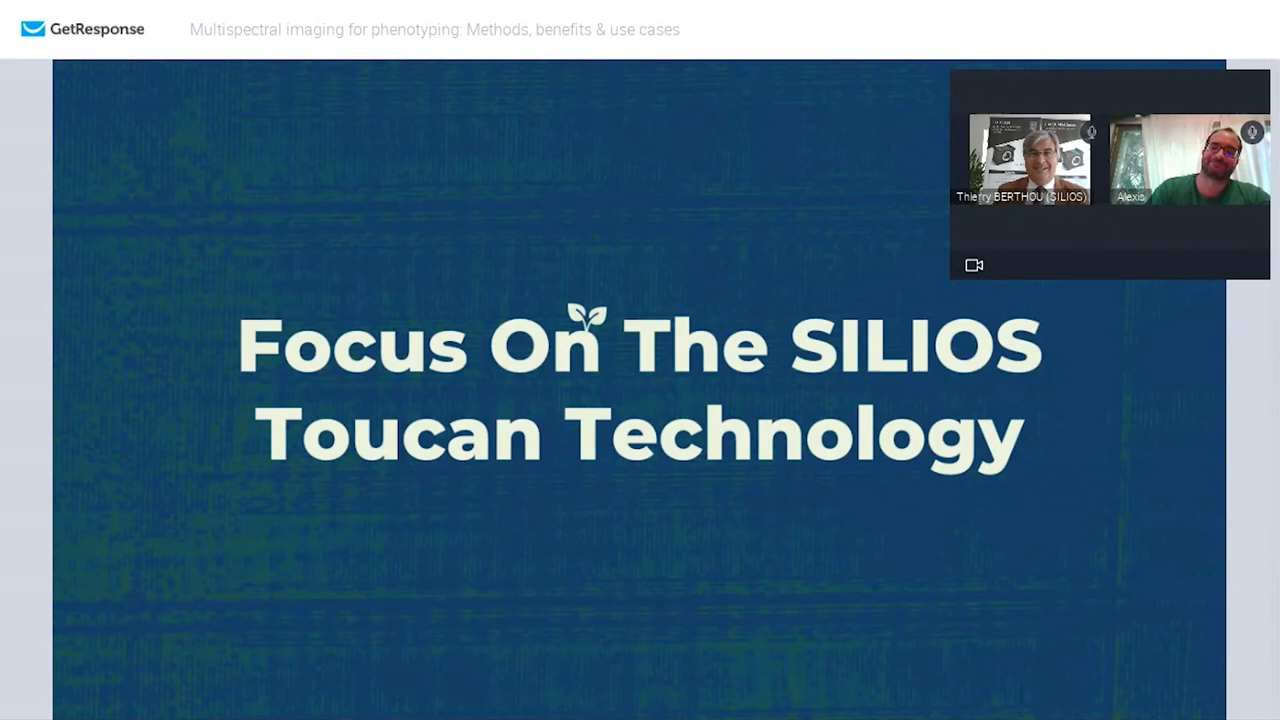 GetResponse
Multispectral imaging for phenotyping: Methods, benefits & use cases
Thierry BERTHOU (SILIOS)
Alexis
Focus On The SILIOS
Toucan Technology